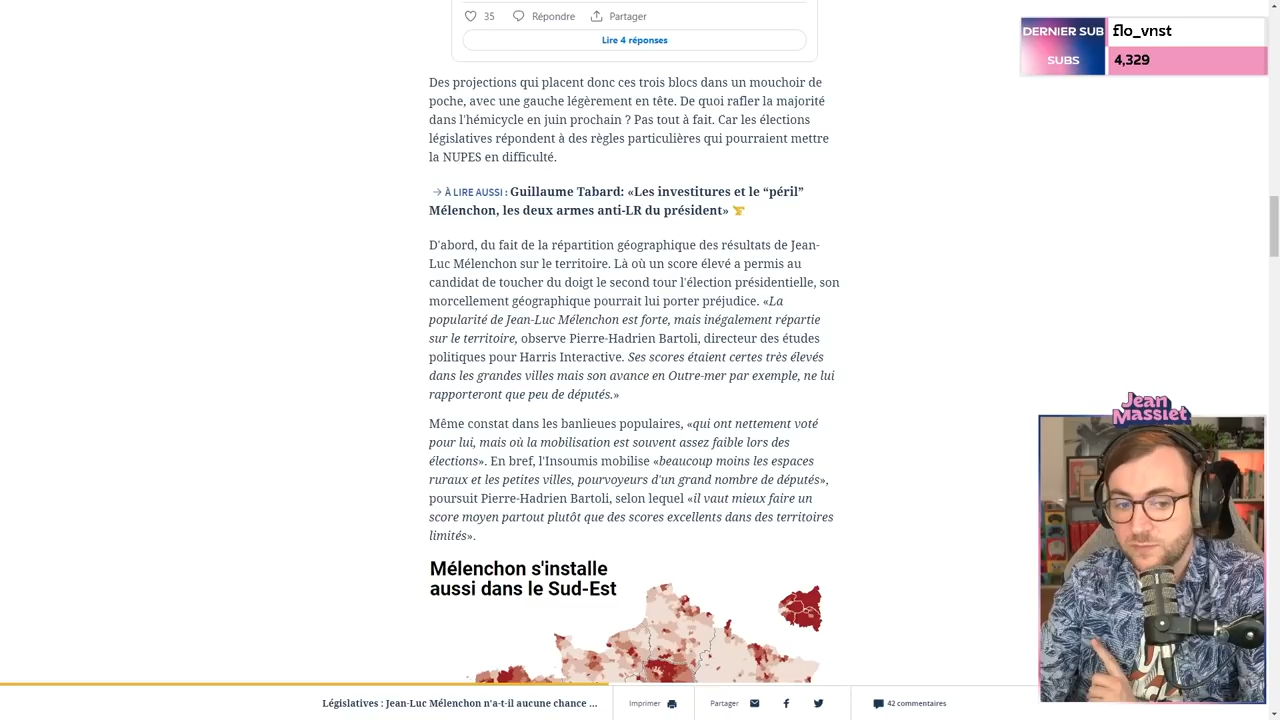 35 Répondre Partager
Lire 4 réponses
DERNIER SUB flo_vnst
SUBS 4,329
Des projections qui placent donc ces trois blocs dans un mouchoir de
poche, avec une gauche légèrement en tête. De quoi rafler la majorité
dans l'hémicycle en juin prochain ? Pas tout à fait. Car les élections
législatives répondent à des règles particulières qui pourraient mettre
la NUPES en difficulté.
→ À LIRE AUSSI : Guillaume Tabard: «Les investitures et le “péril”
Mélenchon, les deux armes anti-LR du président»
D'abord, du fait de la répartition géographique des résultats de Jean-
Luc Mélenchon sur le territoire. Là où un score élevé a permis au
candidat de toucher du doigt le second tour l'élection présidentielle, son
morcellement géographique pourrait lui porter préjudice. «La
popularité de Jean-Luc Mélenchon est forte, mais inégalement répartie
sur le territoire, observe Pierre-Hadrien Bartoli, directeur des études
politiques pour Harris Interactive. Ses scores étaient certes très élevés
dans les grandes villes mais son avance en Outre-mer par exemple, ne lui
rapporteront que peu de députés.»
Même constat dans les banlieues populaires, «qui ont nettement voté
pour lui, mais où la mobilisation est souvent assez faible lors des
élections». En bref, l'Insoumis mobilise «beaucoup moins les espaces
ruraux et les petites villes, pourvoyeurs d'un grand nombre de députés»,
poursuit Pierre-Hadrien Bartoli, selon lequel «il vaut mieux faire un
score moyen partout plutôt que des scores excellents dans des territoires
limités».
Mélenchon s'installe
aussi dans le Sud-Est
Jean
Massiet
Législatives : Jean-Luc Mélenchon n'a-t-il aucune chance ... Imprimer Partager 42 commentaires